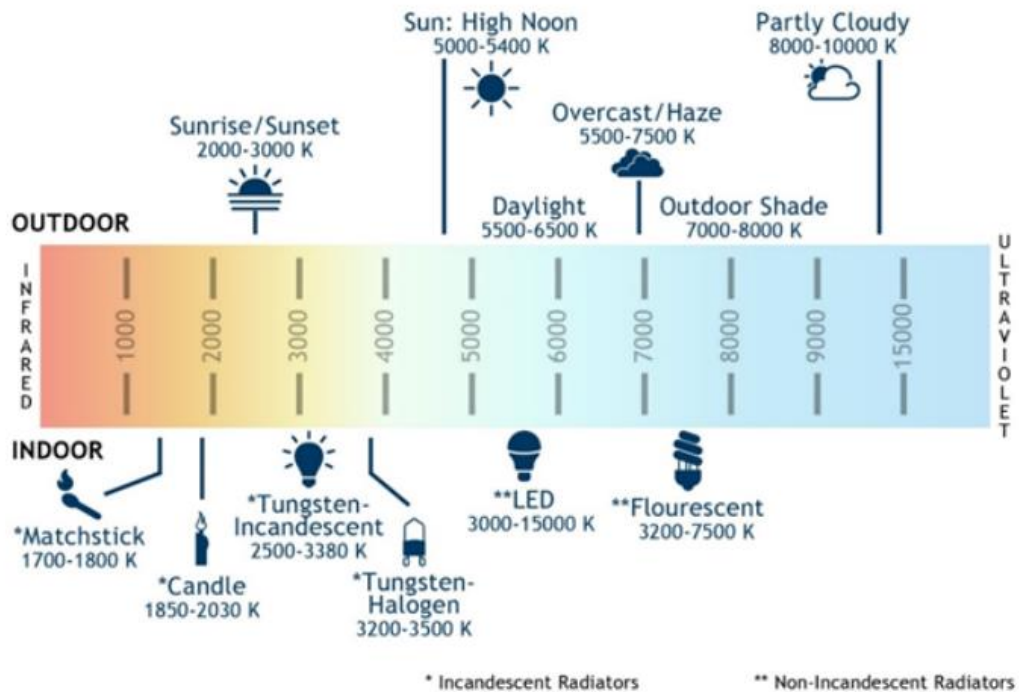 Sun: High Noon
5000-5400 K
Partly Cloudy
8000-10000 K
Sunrise/Sunset
2000-3000 K
Overcast/Haze
5500-7500 K
Daylight
5500-6500 K
Outdoor Shade
7000-8000 K
OUTDOOR
INFRARED
1000
2000
3000
4000
5000
6000
7000
8000
9000
15000
ULTRAVIOLET
INDOOR
*Matchstick
1700-1800 K
*Candle
1850-2030 K
*Tungsten-
Incandescent
2500-3380 K
*Tungsten-
Halogen
3200-3500 K
**LED
3000-15000 K
**Flourescent
3200-7500 K
* Incandescent Radiators
** Non-Incandescent Radiators